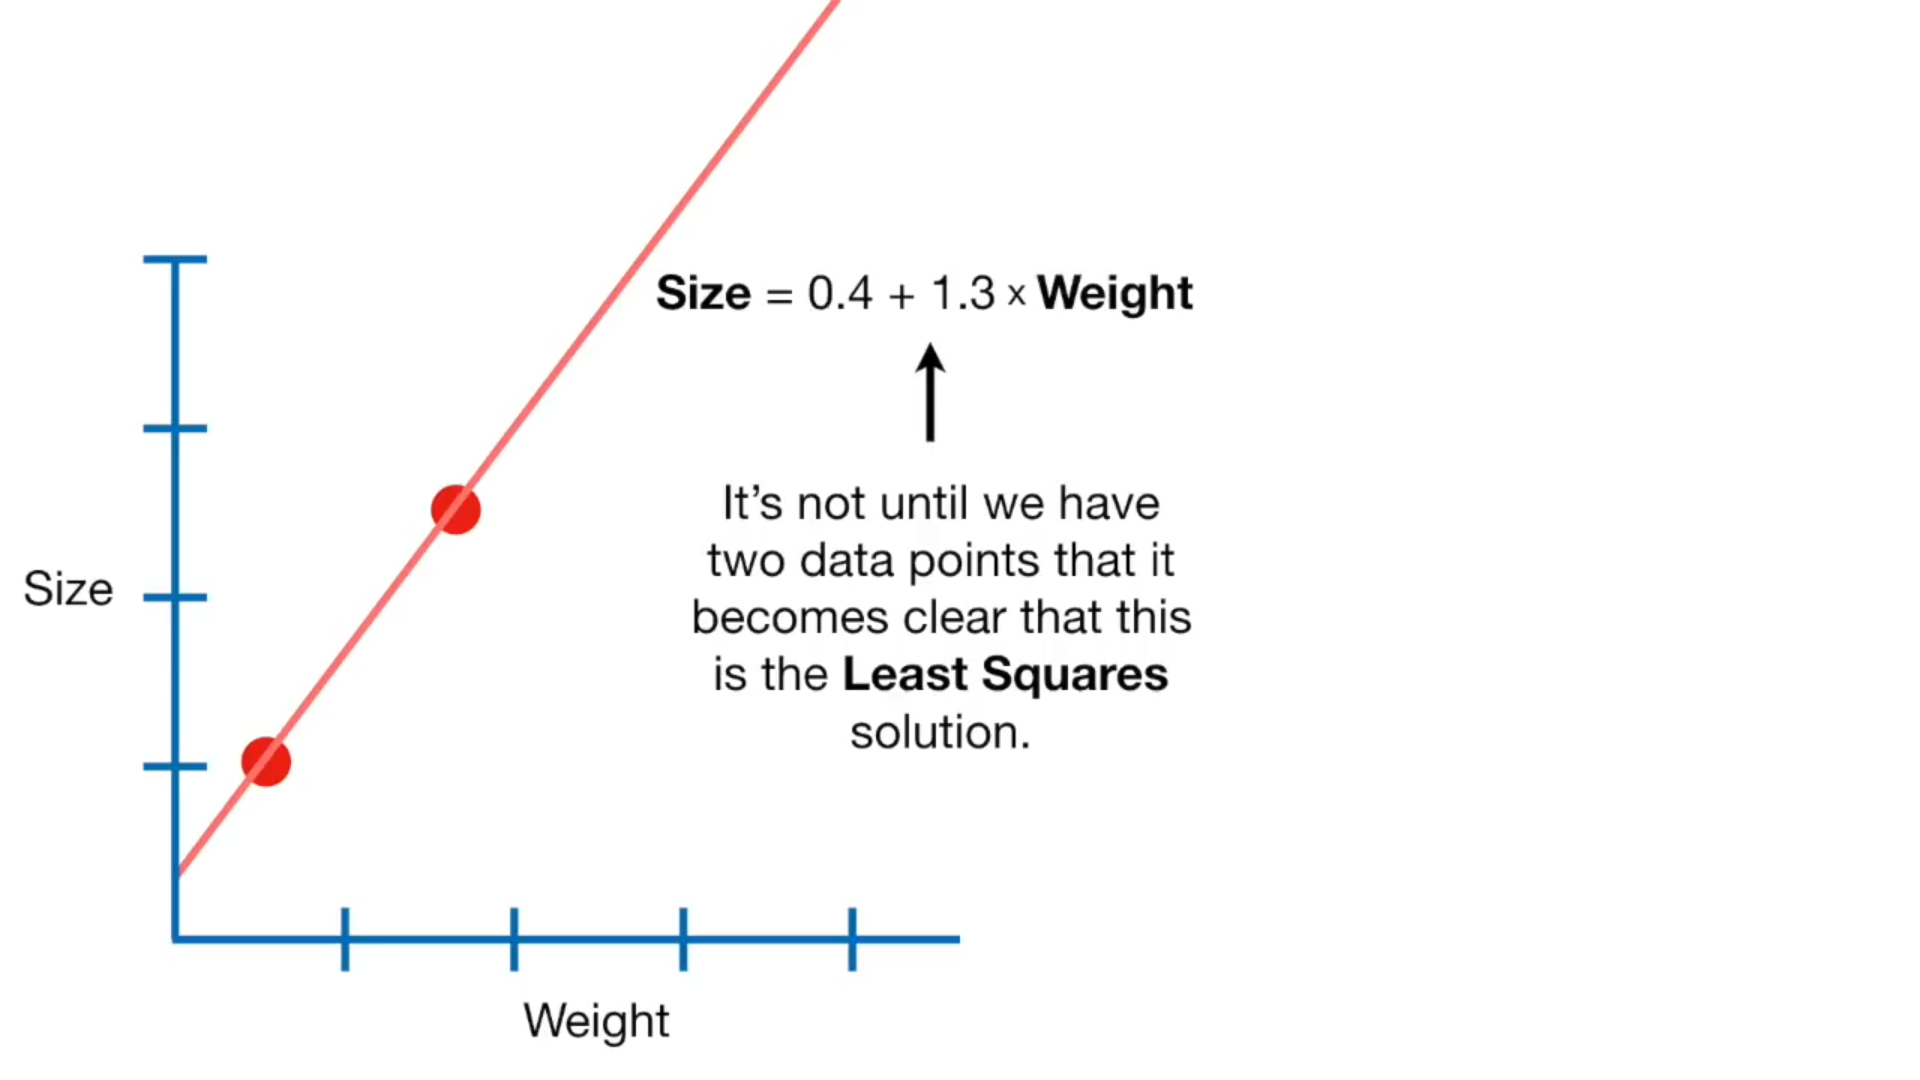 Size = 0.4 + 1.3 x Weight
It’s not until we have
two data points that it
becomes clear that this
is the Least Squares
solution.
Size
Weight